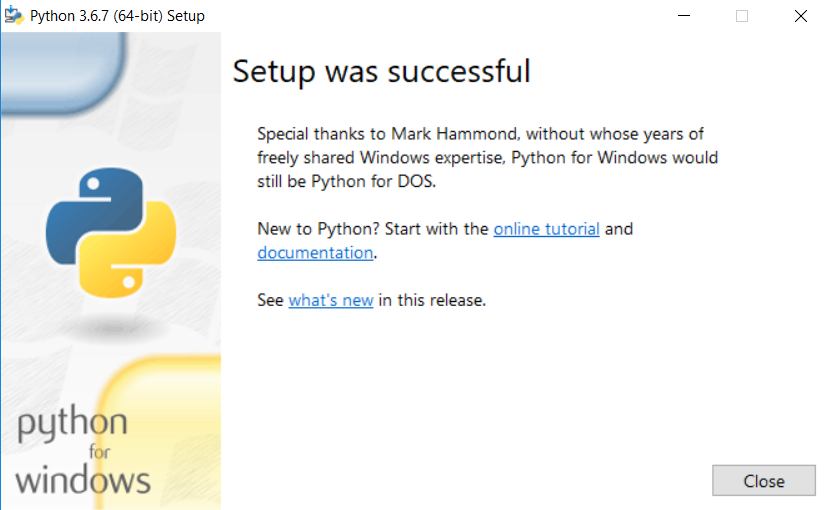 Python 3.6.7 (64-bit) Setup
Setup was successful
Special thanks to Mark Hammond, without whose years of
freely shared Windows expertise, Python for Windows would
still be Python for DOS.
New to Python? Start with the online tutorial and
documentation.
See what's new in this release.
python
for
windows
Close